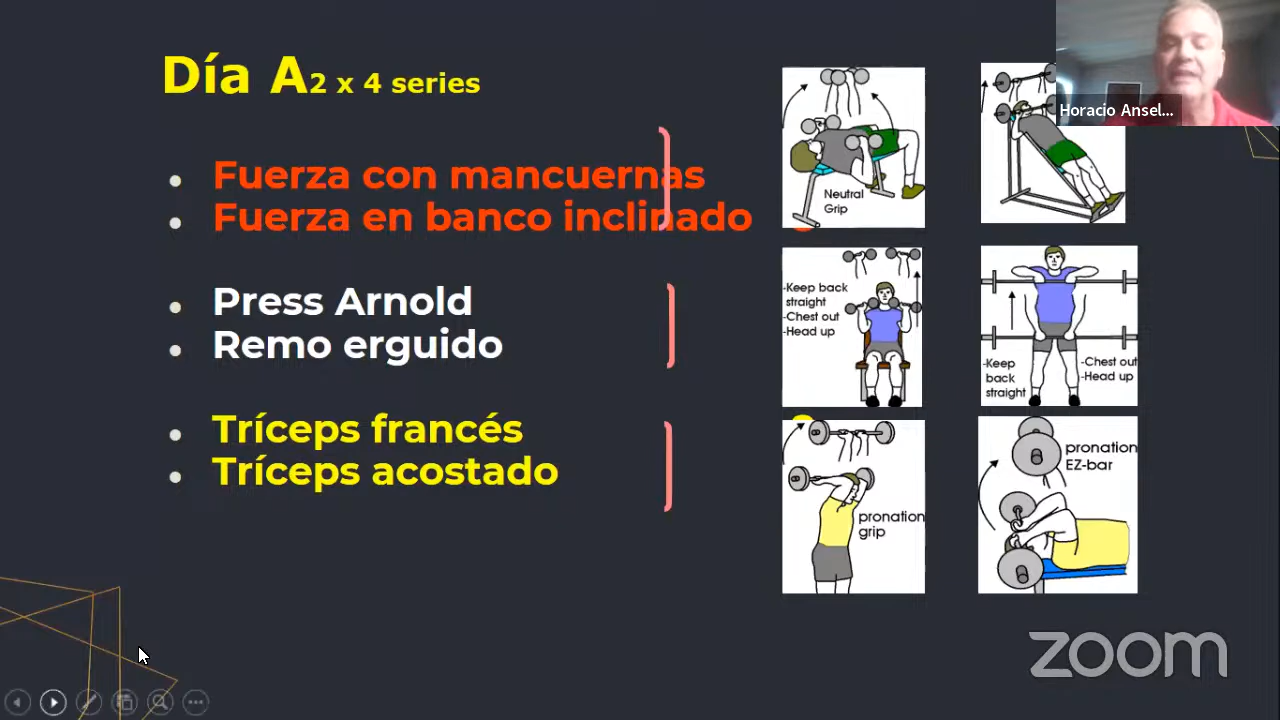 Día A2 x 4 series
Horacio Ansel...
Fuerza con mancuernas
Fuerza en banco inclinado
Press Arnold
Remo erguido
Tríceps francés
Tríceps acostado
Neutral
Grip
-Keep back
straight
-Chest out
-Head up
-Keep
back
straight
-Chest out
-Head up
pronation
grip
pronation
EZ-bar
zoom